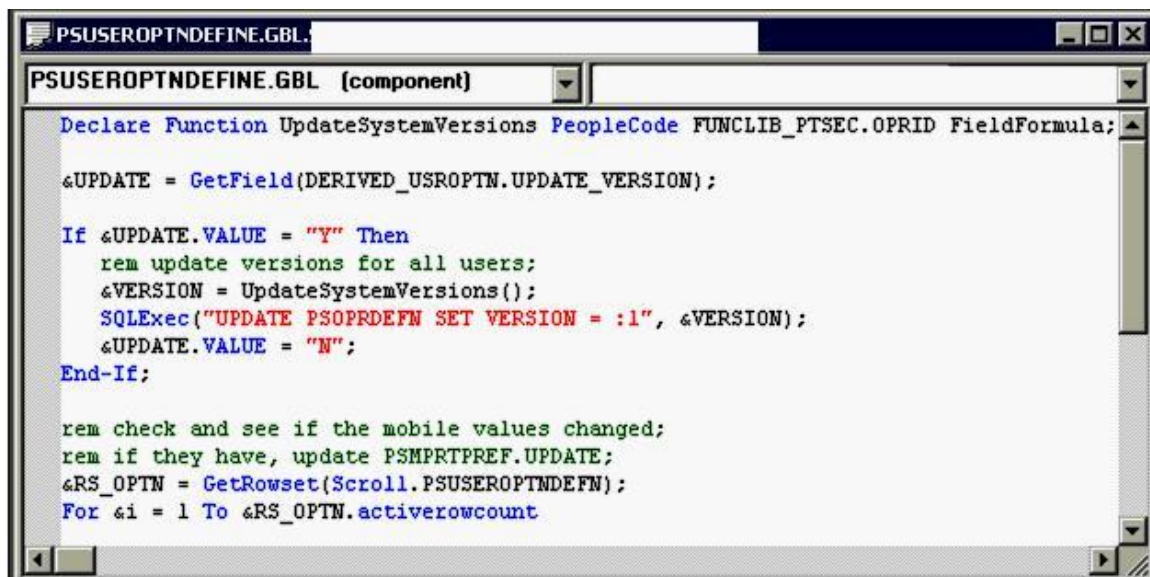 PSUSEROPTNDEFINE.GBL.
PSUSEROPTNDEFINE.GBL (component)
Declare Function UpdateSystemVersions PeopleCode FUNCLIB_PTSEC.OPRID FieldFormula;
&UPDATE = GetField(DERIVED_USROPTN.UPDATE_VERSION);
If &UPDATE.VALUE = "Y" Then
rem update versions for all users;
&VERSION = UpdateSystemVersions();
SQLExec("UPDATE PSOPRDEFN SET VERSION = :1", &VERSION);
&UPDATE.VALUE = "N";
End-If;
rem check and see if the mobile values changed;
rem if they have, update PSMPRTPREF.UPDATE;
&RS_OPTN = GetRowset(Scroll.PSUSEROPTNDEFN);
For &i = 1 To &RS_OPTN.activerowcount